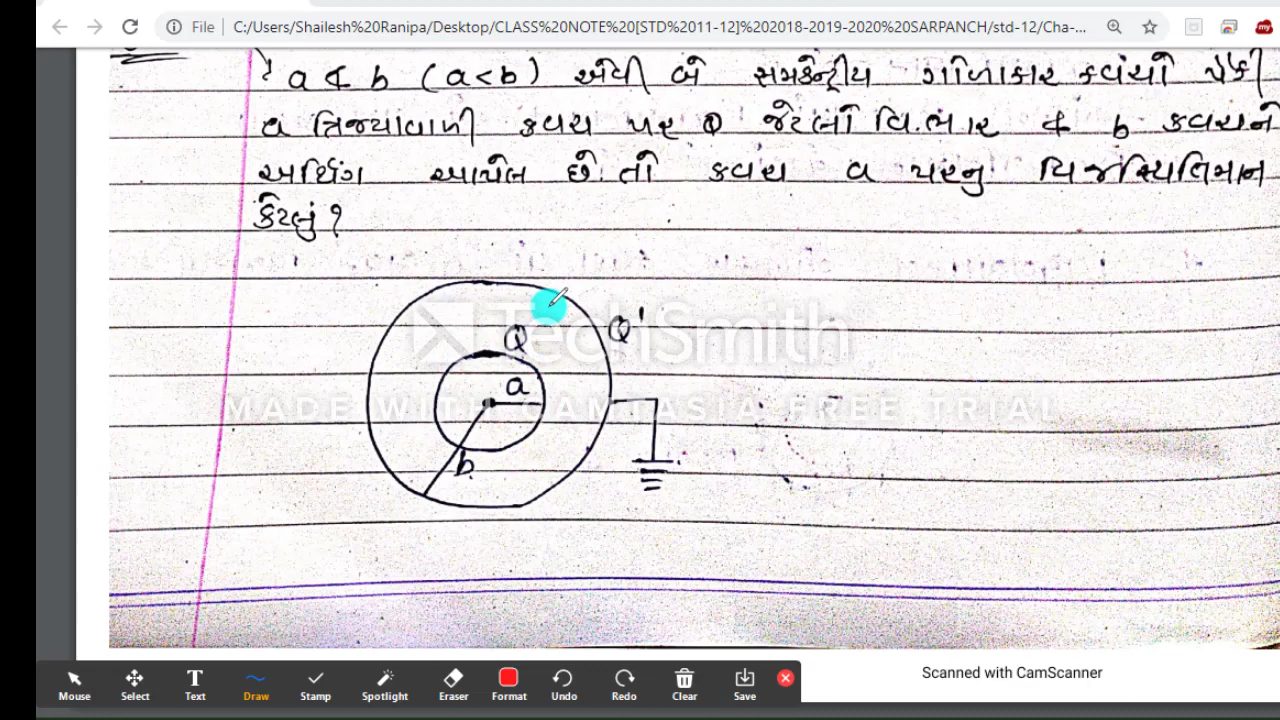 File
C:/Users/Shailesh%20Ranipa/Desktop/CLASS%20NOTE%20[STD%2011-12]%202018-2019-2020%20SARPANCH/std-12/Cha-...
a & b (a<b) એવી બે સમકેન્દ્રીય ગોળાકાર કવચો પૈકી
a ત્રિજ્યાવાળી કવચ પર Q જેટલો વિ.ભાર & b કવચને
અર્થિંગ આપેલ છે. તો કવચ a પરનુ વિજસ્થિતિમાન
કેટલું?
Q
Q'
a
b
TechSmith
MADE WITH CAMTASIA FREE TRIAL
Scanned with CamScanner
Mouse Select Text Draw Stamp Spotlight Eraser Format Undo Redo Clear Save